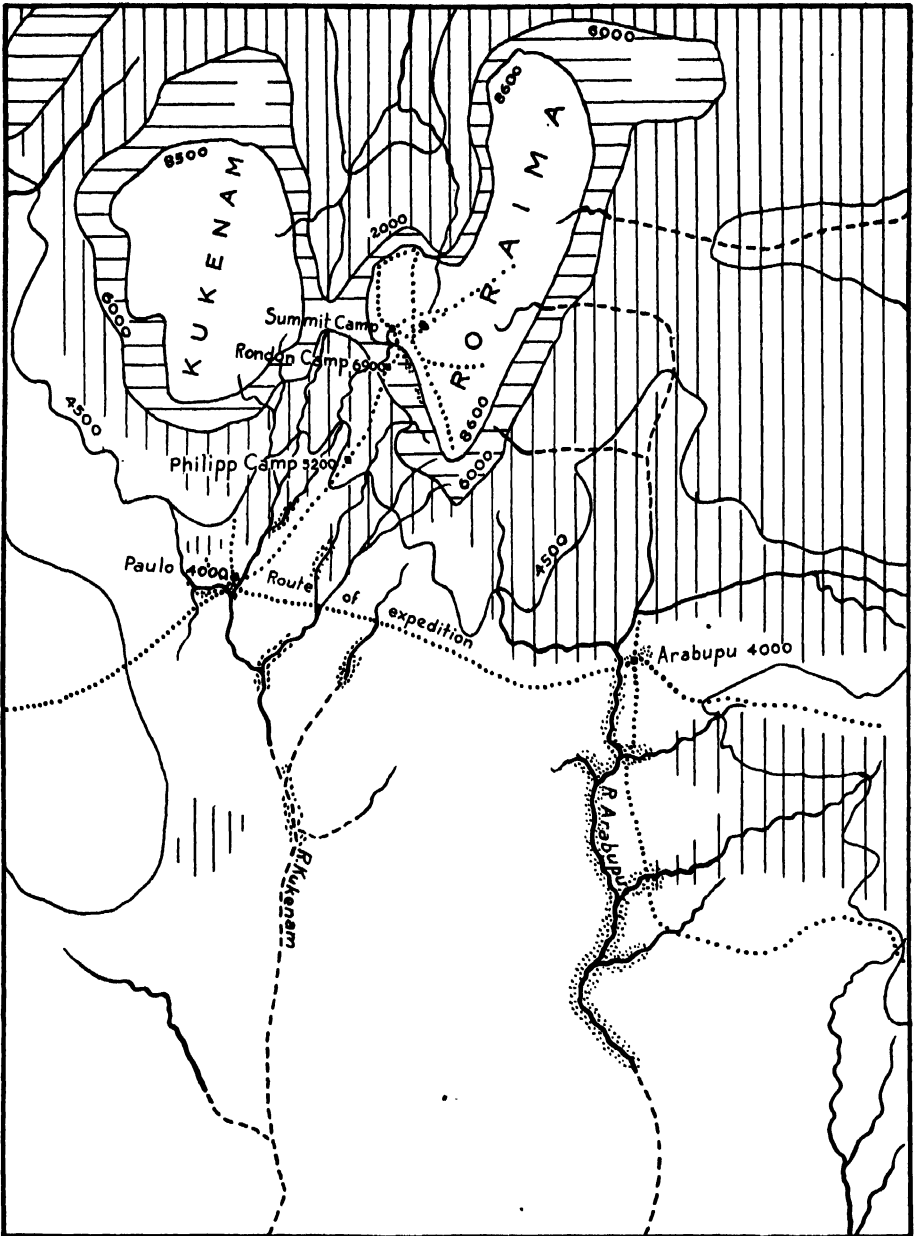 6000
8600
8500
KUKENAM
RORAIMA
2000
6000
Summit Camp
Rondon Camp 6900
4500
8600
6000
Philipp Camp 5200
4500
Paulo 4000
Route of expedition
Arabupu 4000
R Arabupu
R Kukenam